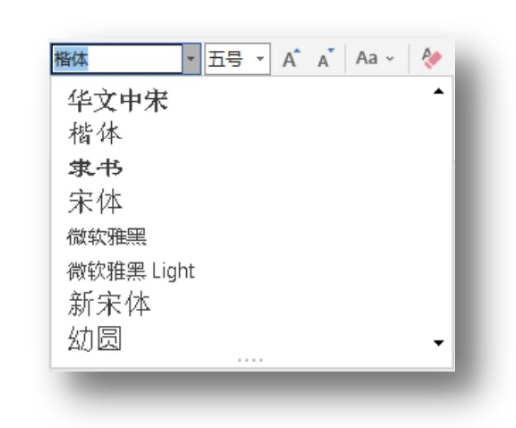 楷体 五号 A A Aa A
华文中宋
楷体
隶书
宋体
微软雅黑
微软雅黑 Light
新宋体
幼圆